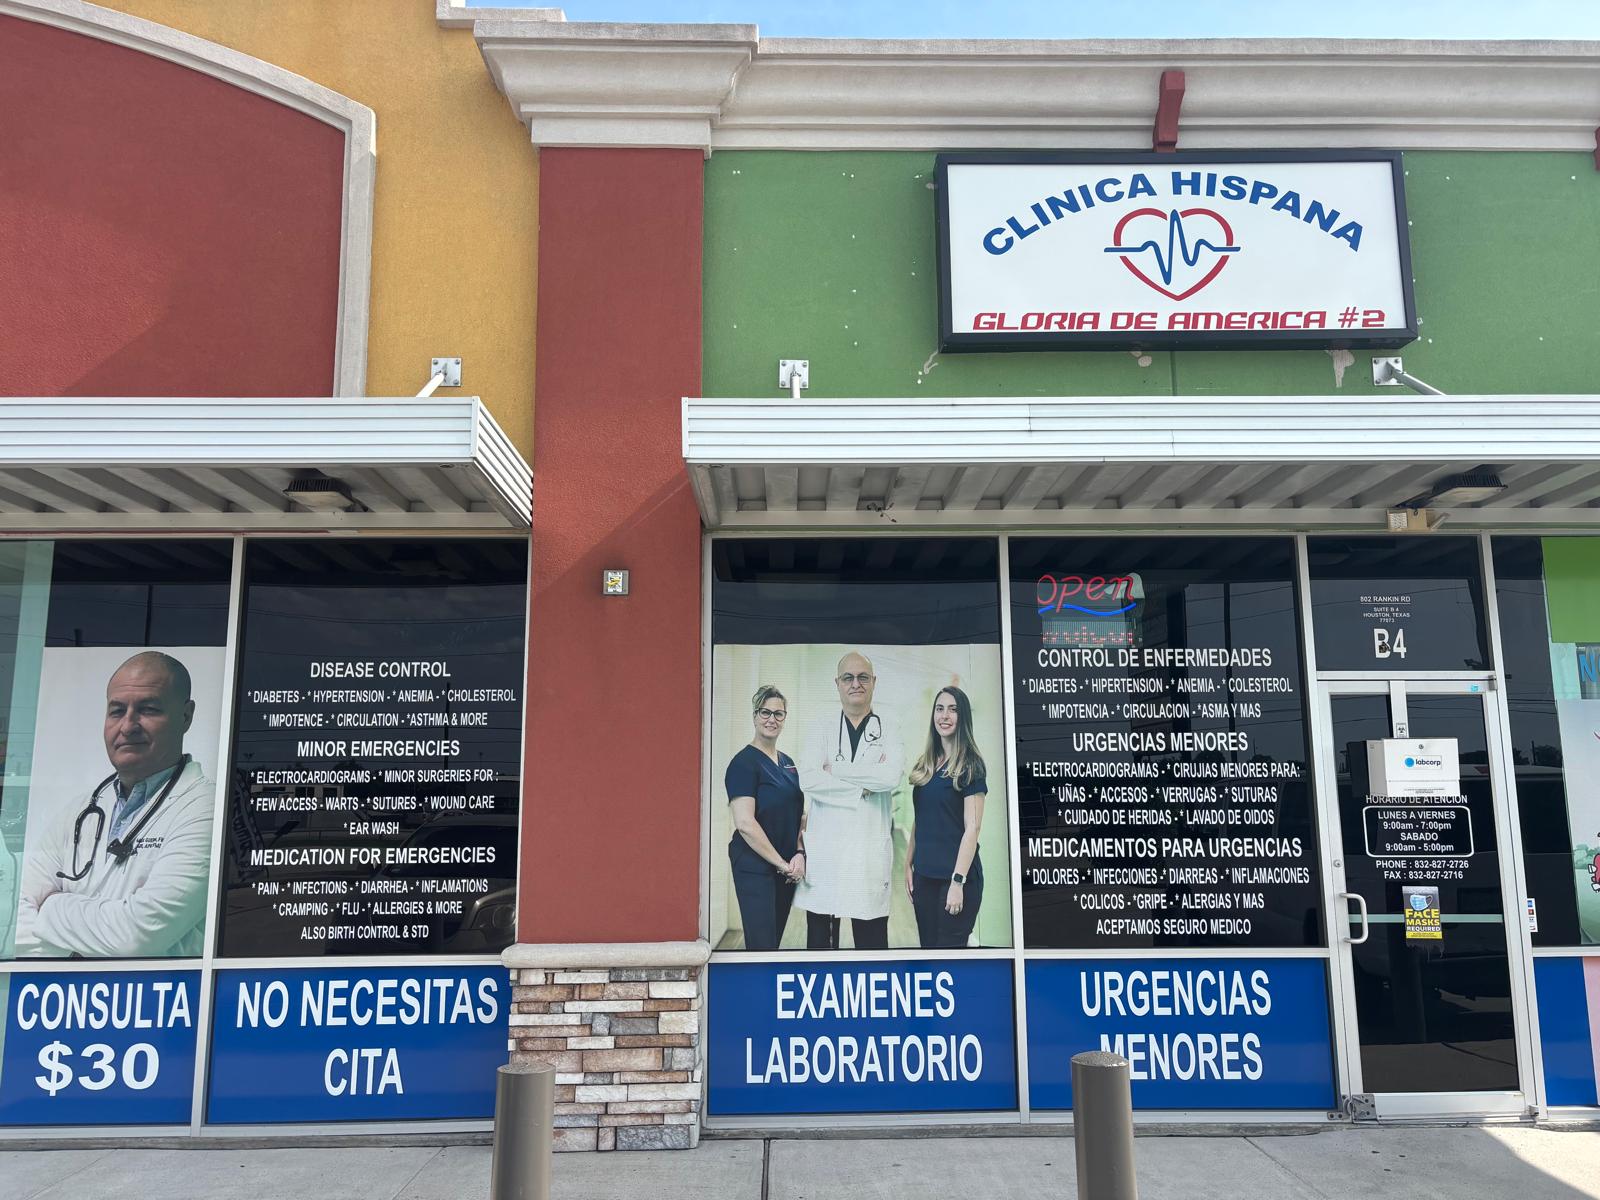 CLINICA HISPANA
GLORIA DE AMERICA #2
DISEASE CONTROL
* DIABETES - * HYPERTENSION - * ANEMIA - * CHOLESTEROL
* IMPOTENCE - * CIRCULATION - *ASTHMA & MORE
MINOR EMERGENCIES
* ELECTROCARDIOGRAMS - * MINOR SURGERIES FOR :
* FEW ACCESS - WARTS - * SUTURES - * WOUND CARE
* EAR WASH
MEDICATION FOR EMERGENCIES
* PAIN - * INFECTIONS - * DIARRHEA - * INFLAMATIONS
* CRAMPING - * FLU - * ALLERGIES & MORE
ALSO BIRTH CONTROL & STD
CONSULTA
$30
NO NECESITAS
CITA
EXAMENES
LABORATORIO
open
CONTROL DE ENFERMEDADES
* DIABETES - * HIPERTENSION - * ANEMIA - * COLESTEROL
* IMPOTENCIA - * CIRCULACION - *ASMA Y MAS
URGENCIAS MENORES
* ELECTROCARDIOGRAMAS - * CIRUJIAS MENORES PARA:
* UÑAS - * ACCESOS - * VERRUGAS - * SUTURAS
* CUIDADO DE HERIDAS - * LAVADO DE OIDOS
MEDICAMENTOS PARA URGENCIAS
* DOLORES - * INFECCIONES - * DIARREAS - * INFLAMACIONES
* COLICOS - *GRIPE - * ALERGIAS Y MAS
ACEPTAMOS SEGURO MEDICO
URGENCIAS
MENORES
802 RANKIN RD
SUITE B 4
HOUSTON, TEXAS
77073
B4
labcorp
HORARIO DE ATENCION
LUNES A VIERNES
9:00am - 7:00pm
SABADO
9:00am - 5:00pm
PHONE : 832-827-2726
FAX : 832-827-2716
FACE
MASKS
REQUIRED
N